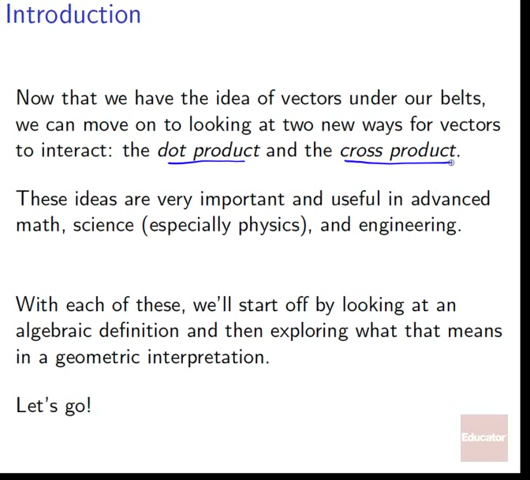 Introduction
Now that we have the idea of vectors under our belts,
we can move on to looking at two new ways for vectors
to interact: the dot product and the cross product.
These ideas are very important and useful in advanced
math, science (especially physics), and engineering.
With each of these, we'll start off by looking at an
algebraic definition and then exploring what that means
in a geometric interpretation.
Let's go!
Educator